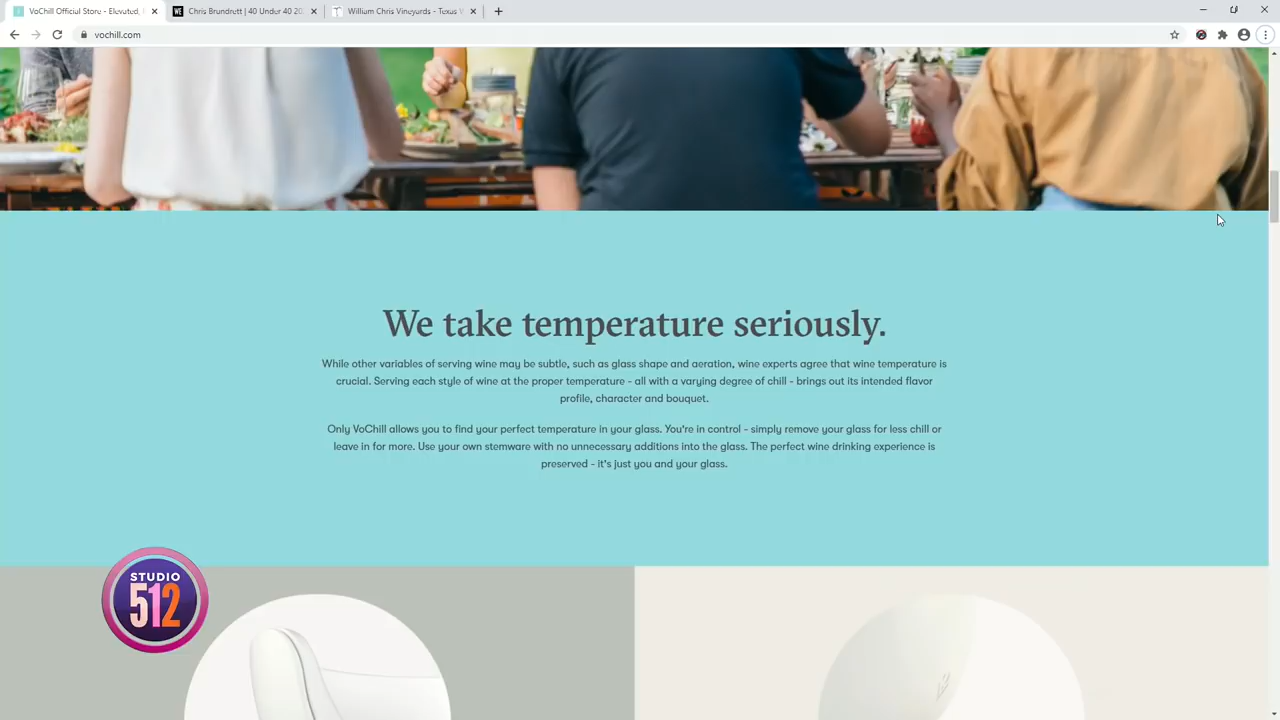 VoChill Official Store - Elevated,
Chris Brundrett | 40 Under 40 20
William Chris Vineyards - Texas
vochill.com
We take temperature seriously.
While other variables of serving wine may be subtle, such as glass shape and aeration, wine experts agree that wine temperature is
crucial. Serving each style of wine at the proper temperature - all with a varying degree of chill - brings out its intended flavor
profile, character and bouquet.
Only VoChill allows you to find your perfect temperature in your glass. You're in control - simply remove your glass for less chill or
leave in for more. Use your own stemware with no unnecessary additions into the glass. The perfect wine drinking experience is
preserved - it's just you and your glass.
STUDIO
512